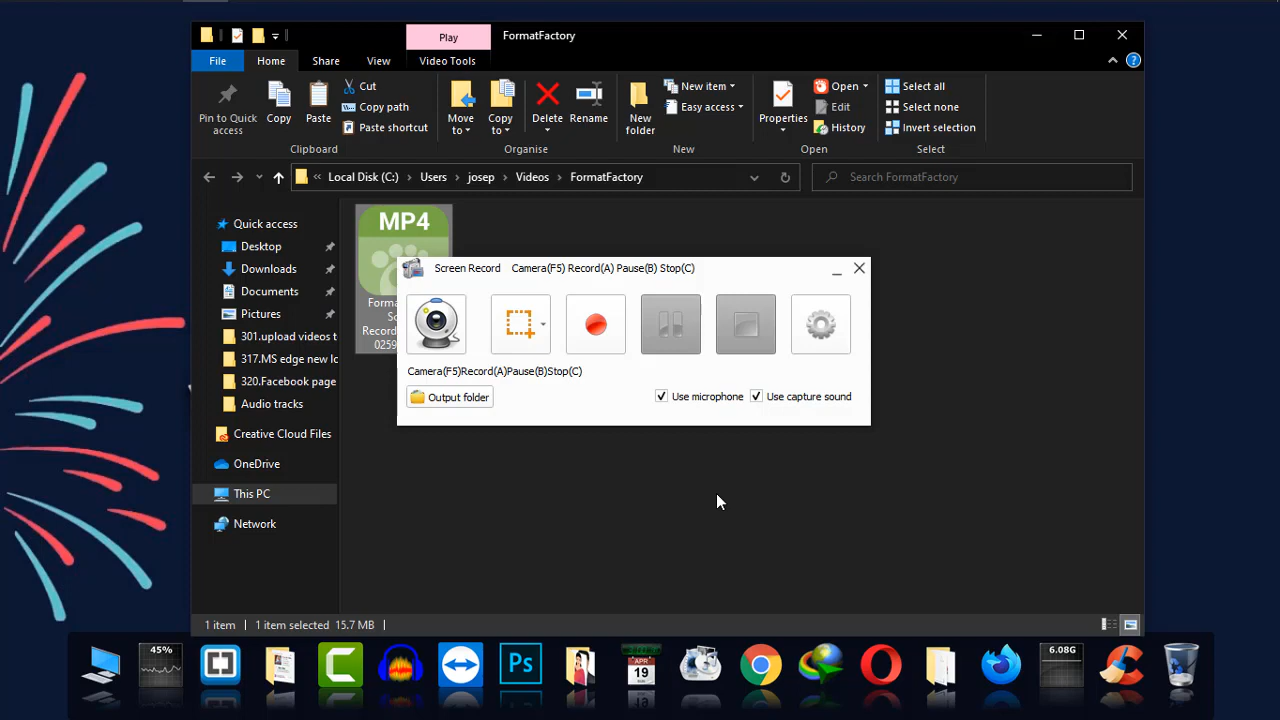 Play
FormatFactory
File
Home
Share
View
Video Tools
Pin to Quick
access
Copy
Paste
Cut
Copy path
Paste shortcut
Clipboard
Move
to
Copy
to
Delete
Rename
Organise
New
folder
New item
Easy access
New
Properties
Open
Edit
History
Open
Select all
Select none
Invert selection
Select
« Local Disk (C:) > Users > josep > Videos > FormatFactory
Search FormatFactory
Quick access
Desktop
Downloads
Documents
Pictures
301.upload videos t
317.MS edge new lo
320.Facebook page
Audio tracks
Creative Cloud Files
OneDrive
This PC
Network
MP4
Forma
Sc
Record
0259
Screen Record Camera(F5) Record(A) Pause(B) Stop(C)
Camera(F5)Record(A)Pause(B)Stop(C)
Output folder
Use microphone
Use capture sound
1 item
1 item selected 15.7 MB
45%
Ps
APR
19
6.08G